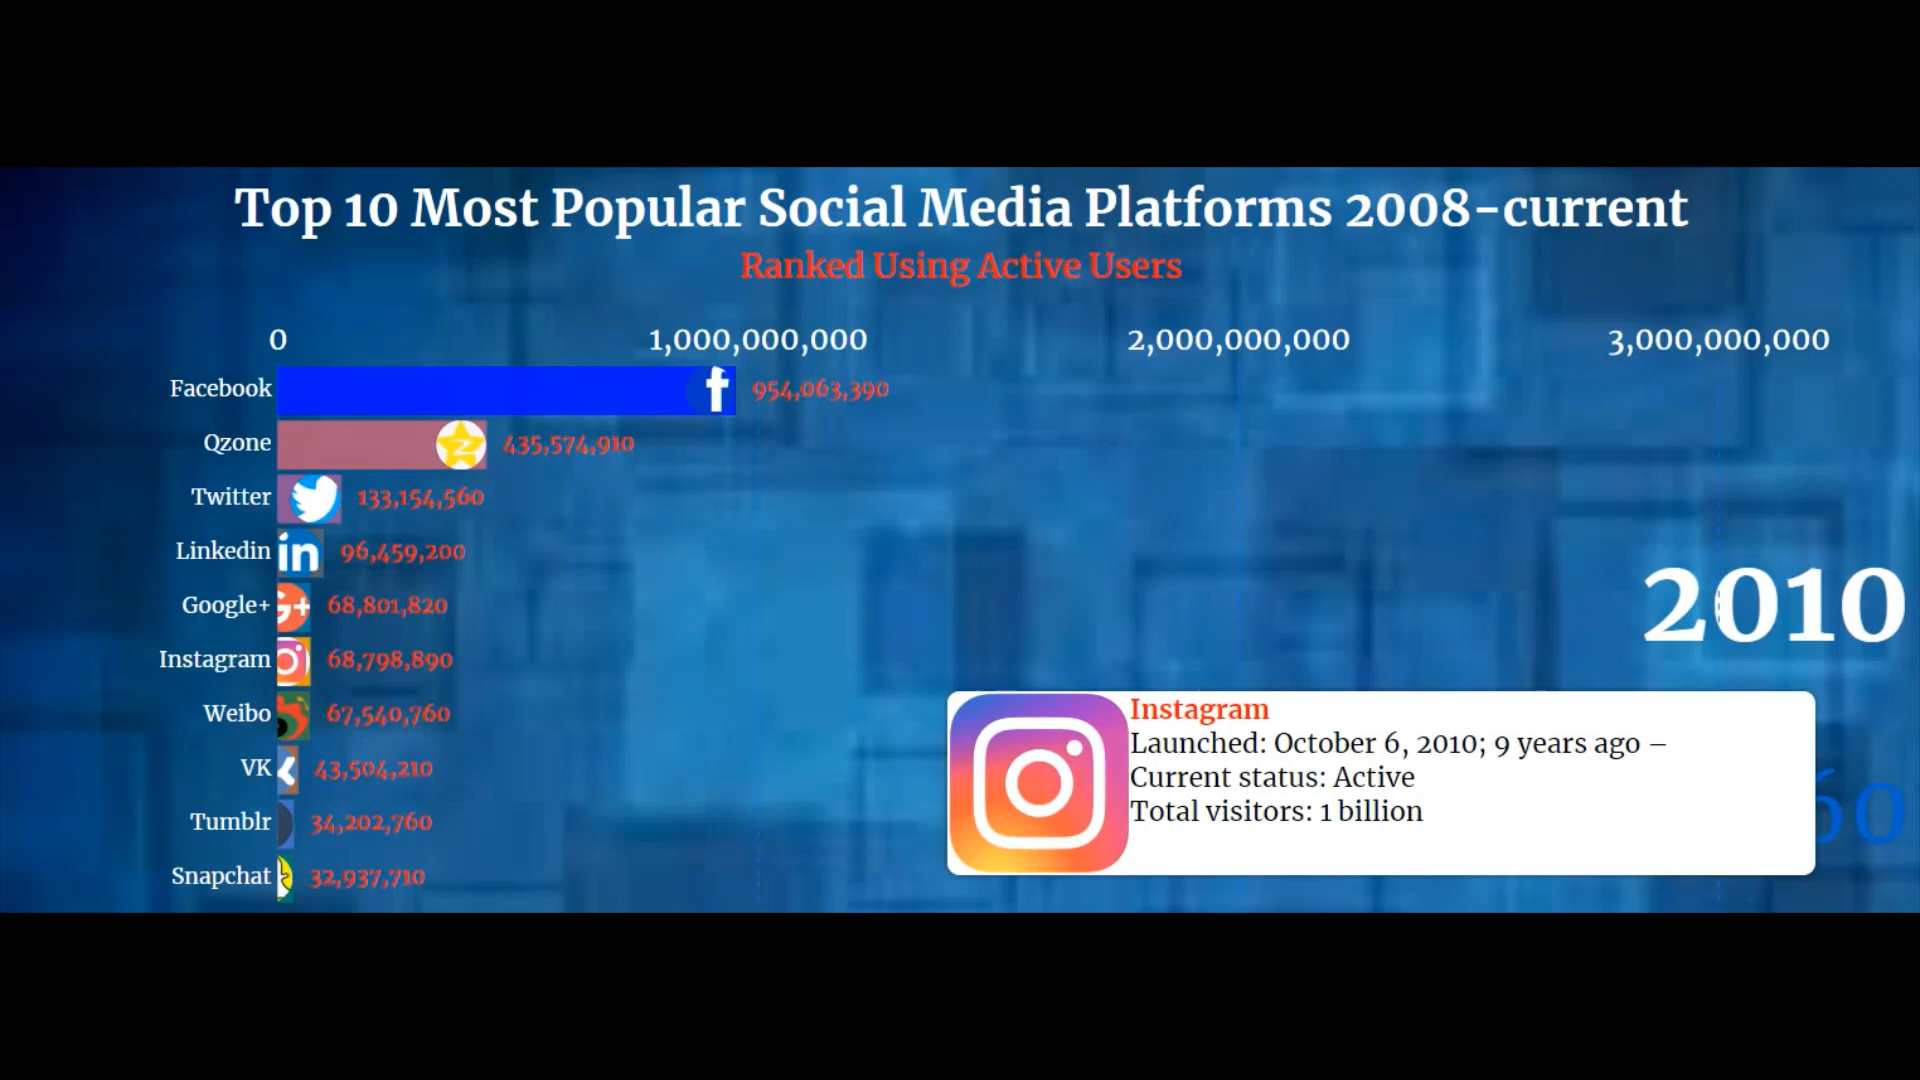 Top 10 Most Popular Social Media Platforms 2008-current
Ranked Using Active Users
0 1,000,000,000 2,000,000,000 3,000,000,000
Facebook 954,063,390
Qzone 435,574,910
Twitter 133,154,560
Linkedin in 96,459,200
Google+ G+ 68,801,820
Instagram 68,798,890
Weibo 67,540,760
VK 43,504,210
Tumblr 34,202,760
Snapchat 32,937,710
2010
Instagram
Launched: October 6, 2010; 9 years ago –
Current status: Active
Total visitors: 1 billion